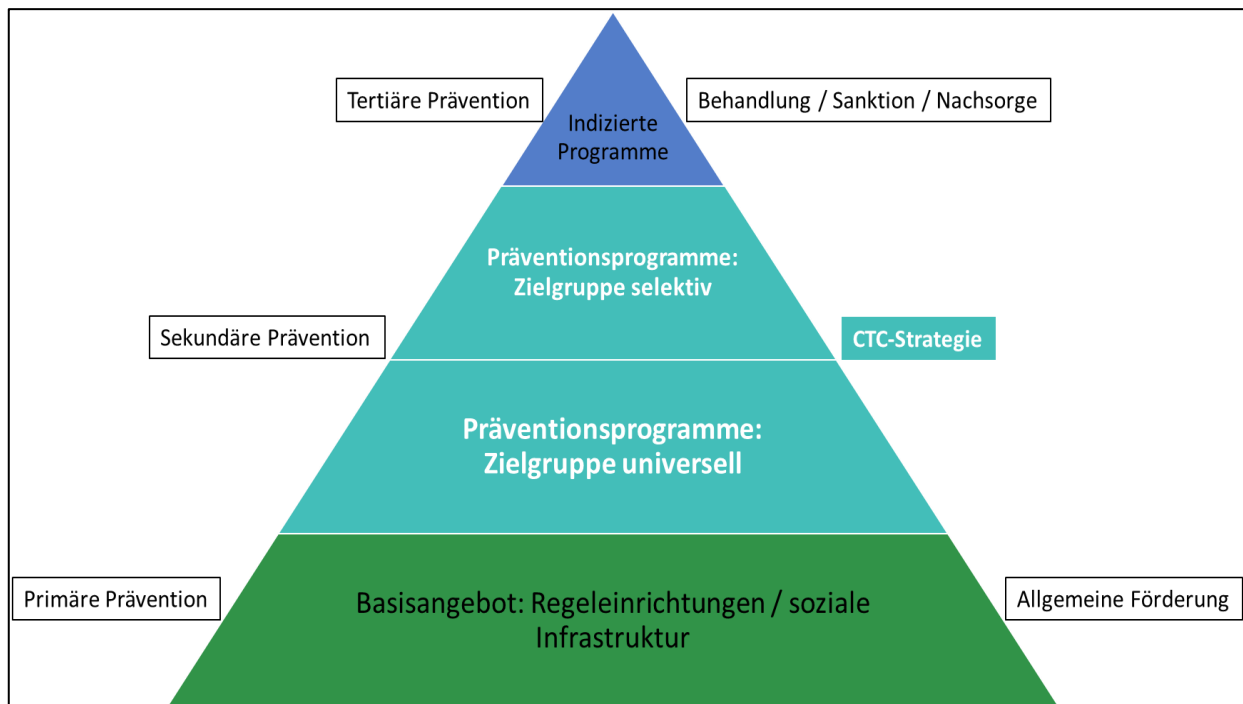 Tertiäre Prävention
Behandlung / Sanktion / Nachsorge
Indizierte
Programme
Präventionsprogramme:
Zielgruppe selektiv
Sekundäre Prävention
CTC-Strategie
Präventionsprogramme:
Zielgruppe universell
Primäre Prävention
Basisangebot: Regeleinrichtungen / soziale
Infrastruktur
Allgemeine Förderung